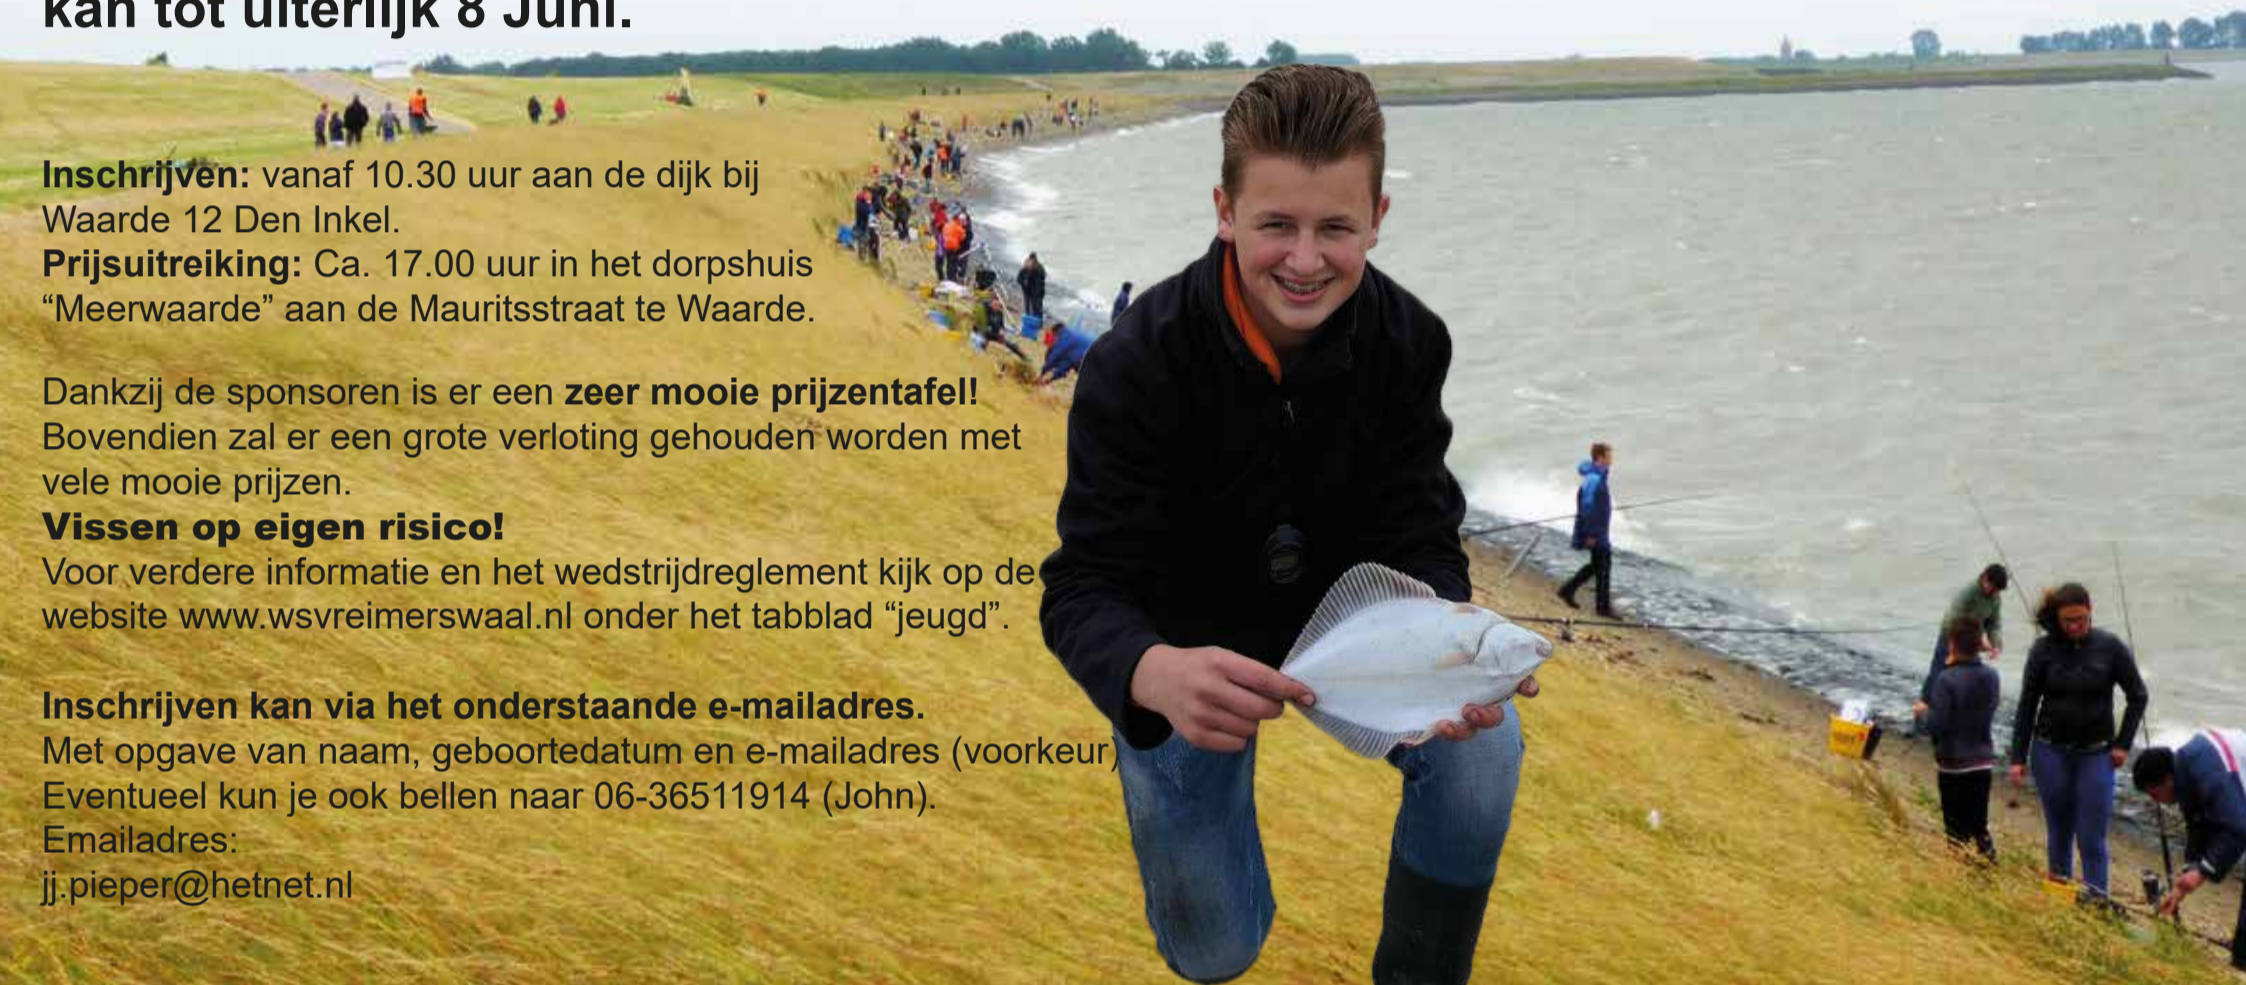 kan tot uiterlijk 8 Juni.
Inschrijven: vanaf 10.30 uur aan de dijk bij
Waarde 12 Den Inkel.
Prijsuitreiking: Ca. 17.00 uur in het dorpshuis
“Meerwaarde” aan de Mauritsstraat te Waarde.
Dankzij de sponsoren is er een zeer mooie prijzentafel!
Bovendien zal er een grote verloting gehouden worden met
vele mooie prijzen.
Vissen op eigen risico!
Voor verdere informatie en het wedstrijdreglement kijk op de
website www.wsvreimerswaal.nl onder het tabblad “jeugd”.
Inschrijven kan via het onderstaande e-mailadres.
Met opgave van naam, geboortedatum en e-mailadres (voorkeur)
Eventueel kun je ook bellen naar 06-36511914 (John).
Emailadres:
jj.pieper@hetnet.nl